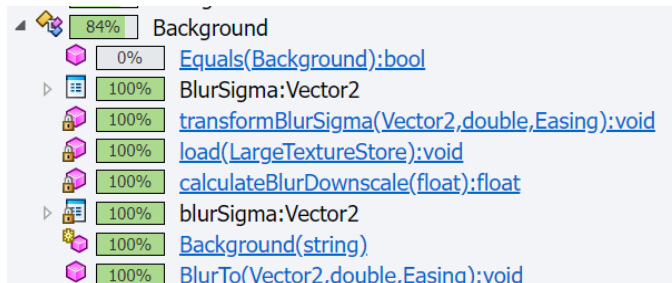 84% Background
0% Equals(Background):bool
100% BlurSigma:Vector2
100% transformBlurSigma(Vector2,double,Easing):void
100% load(LargeTextureStore):void
100% calculateBlurDownscale(float):float
100% blurSigma:Vector2
100% Background(string)
100% BlurTo(Vector2,double,Easing):void